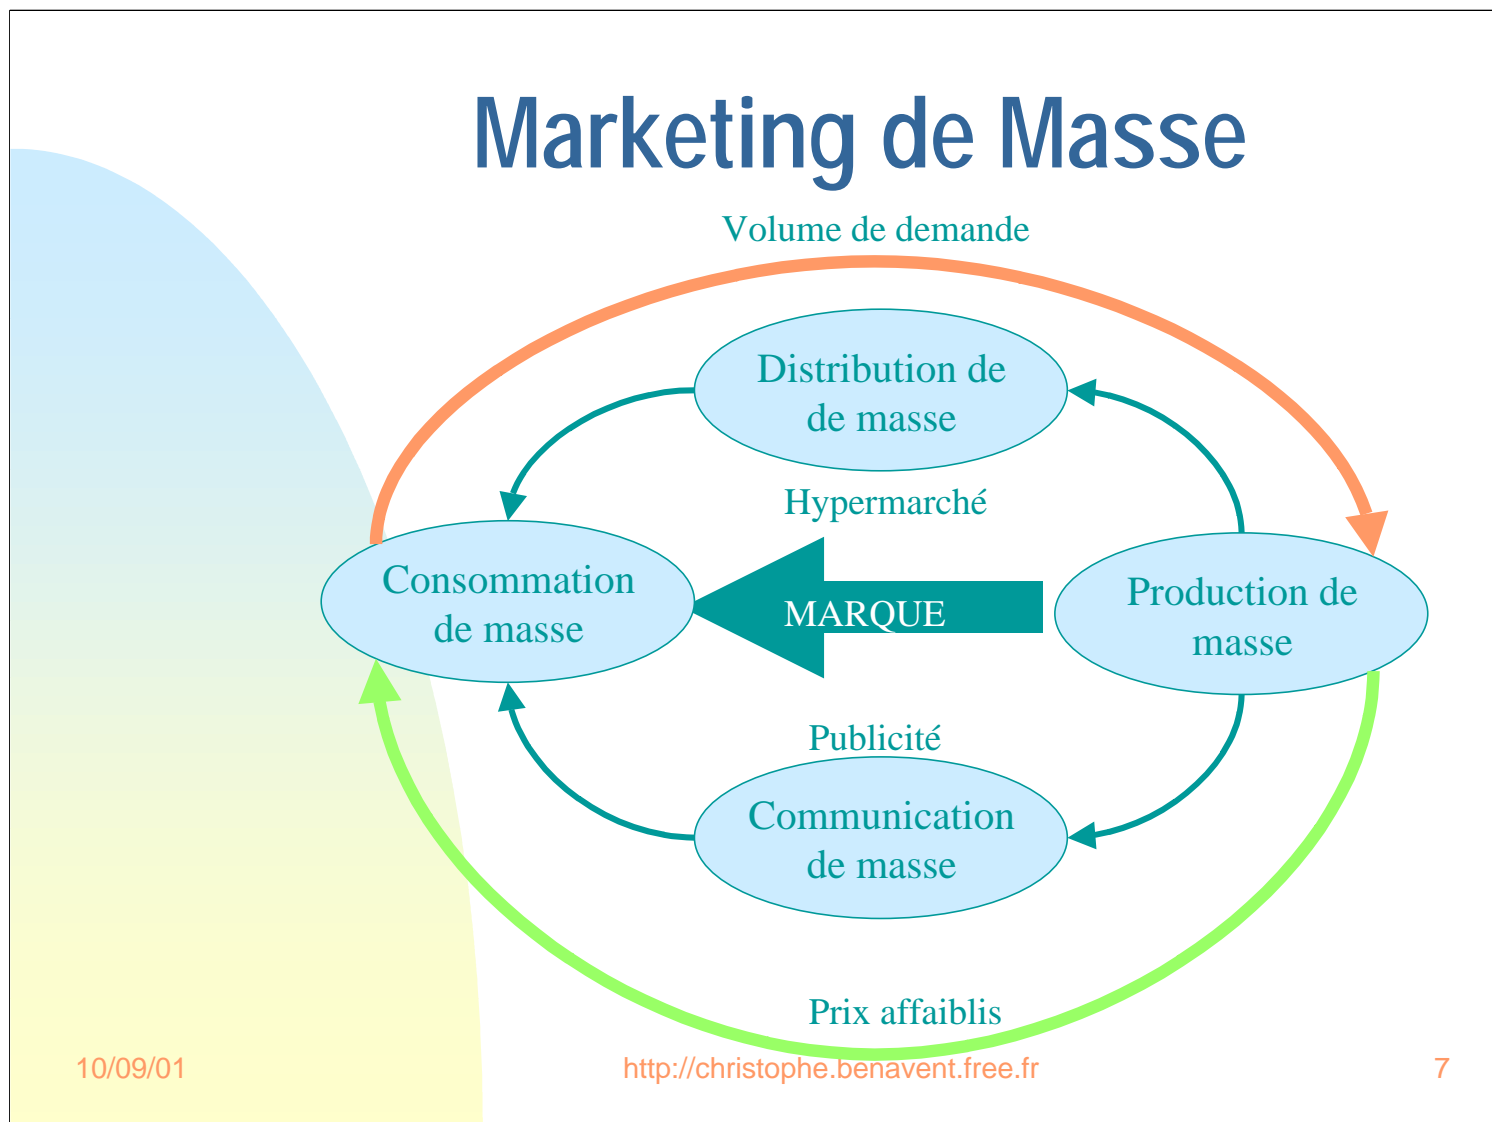 Marketing de Masse
Volume de demande
Distribution de
de masse
Hypermarché
Consommation
de masse
MARQUE
Production de
masse
Publicité
Communication
de masse
Prix affaiblis
10/09/01
http://christophe.benavent.free.fr
7